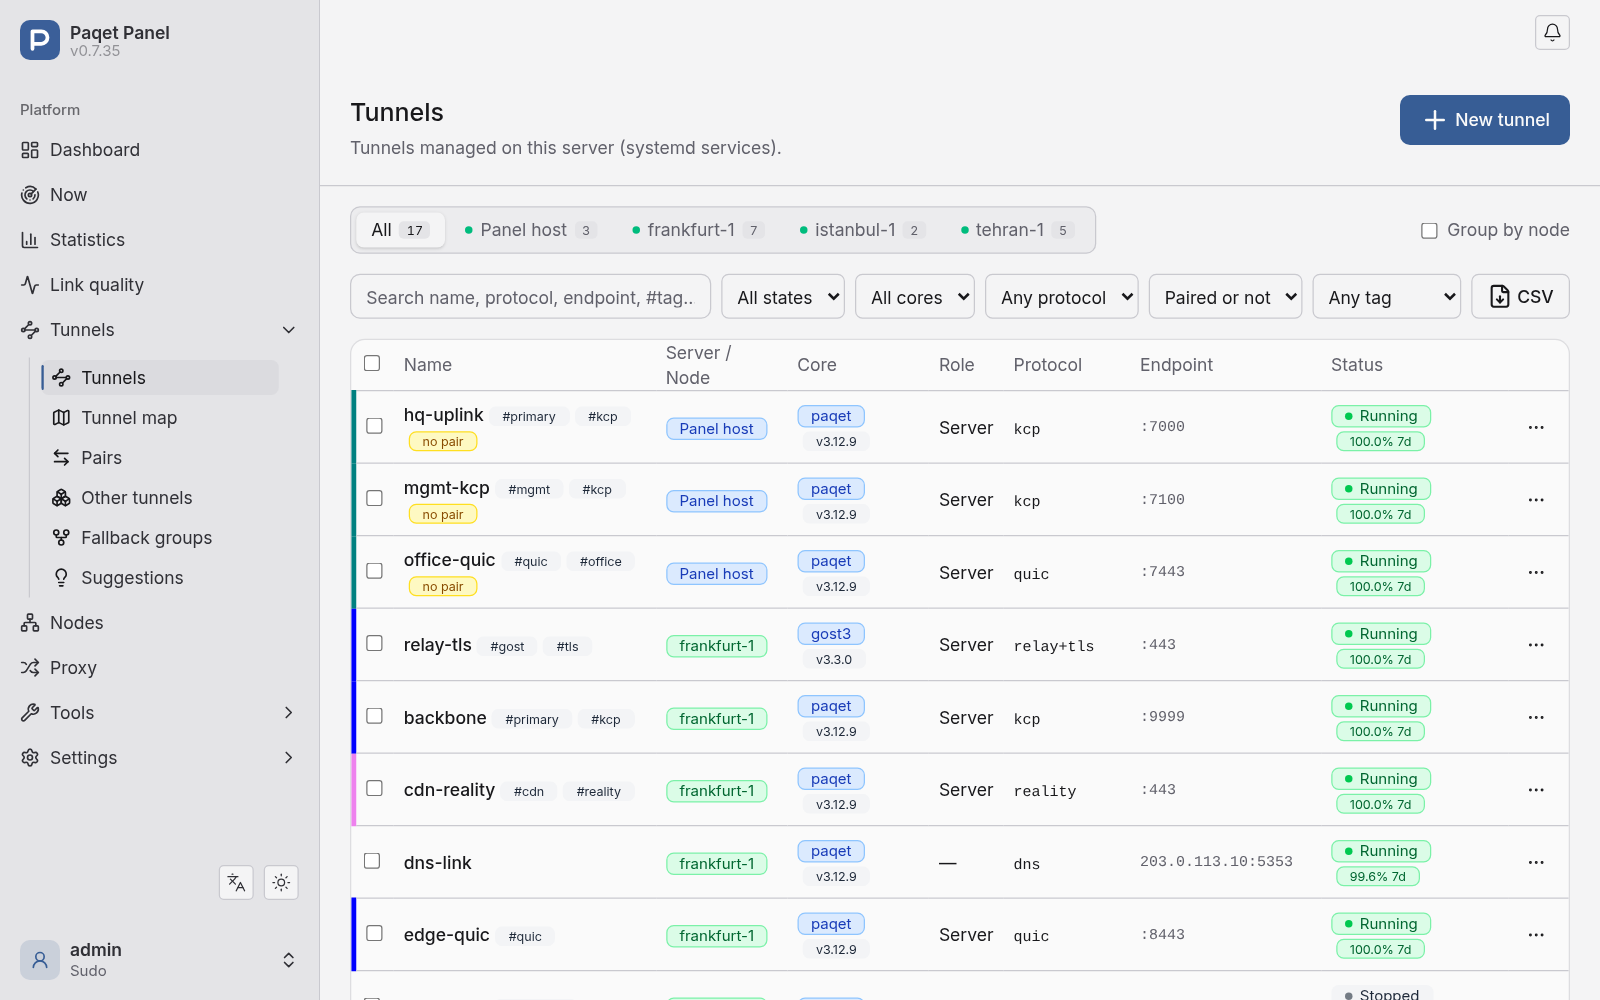 Paqet Panel
v0.7.35
Platform
Dashboard
Now
Statistics
Link quality
Tunnels
Tunnels
Tunnel map
Pairs
Other tunnels
Fallback groups
Suggestions
Nodes
Proxy
Tools
Settings
admin
Sudo
Tunnels
Tunnels managed on this server (systemd services).
New tunnel
All 17 Panel host 3 frankfurt-1 7 istanbul-1 2 tehran-1 5
Group by node
Search name, protocol, endpoint, #tag.. All states All cores Any protocol Paired or not Any tag CSV
Name Server / Node Core Role Protocol Endpoint Status
hq-uplink #primary #kcp no pair Panel host paqet v3.12.9 Server kcp :7000 Running 100.0% 7d
mgmt-kcp #mgmt #kcp no pair Panel host paqet v3.12.9 Server kcp :7100 Running 100.0% 7d
office-quic #quic #office no pair Panel host paqet v3.12.9 Server quic :7443 Running 100.0% 7d
relay-tls #gost #tls frankfurt-1 gost3 v3.3.0 Server relay+tls :443 Running 100.0% 7d
backbone #primary #kcp frankfurt-1 paqet v3.12.9 Server kcp :9999 Running 100.0% 7d
cdn-reality #cdn #reality frankfurt-1 paqet v3.12.9 Server reality :443 Running 100.0% 7d
dns-link frankfurt-1 paqet v3.12.9 — dns 203.0.113.10:5353 Running 99.6% 7d
edge-quic #quic frankfurt-1 paqet v3.12.9 Server quic :8443 Running 100.0% 7d
Stopped